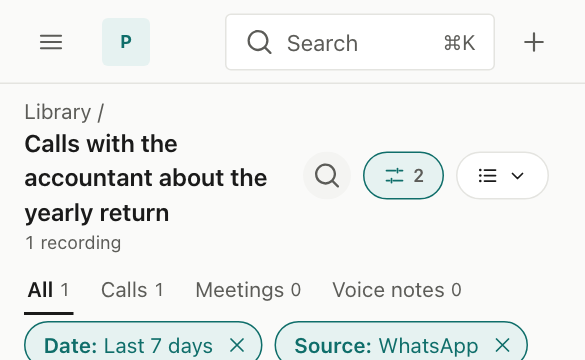 P
Search ⌘K
Library /
Calls with the
accountant about the
yearly return
2
1 recording
All 1 Calls 1 Meetings 0 Voice notes 0
Date: Last 7 days
Source: WhatsApp